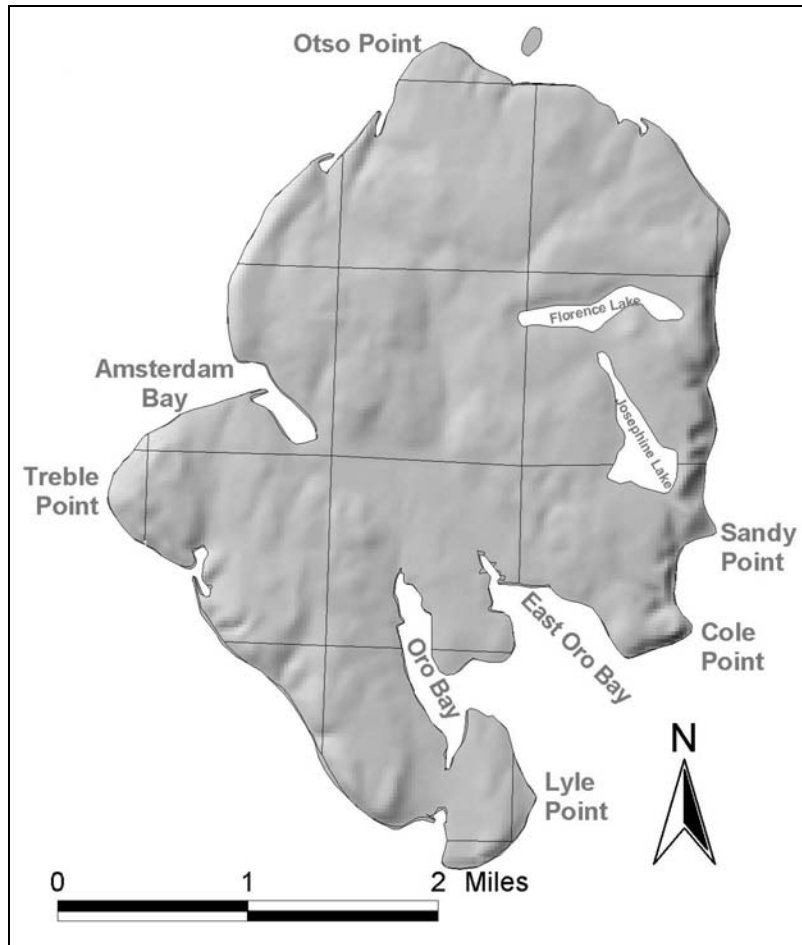 Otso Point
Florence Lake
Amsterdam
Bay
Josephine Lake
Treble
Point
Sandy
Point
East Oro Bay
Cole
Point
Oro Bay
N
Lyle
Point
0 1 2 Miles